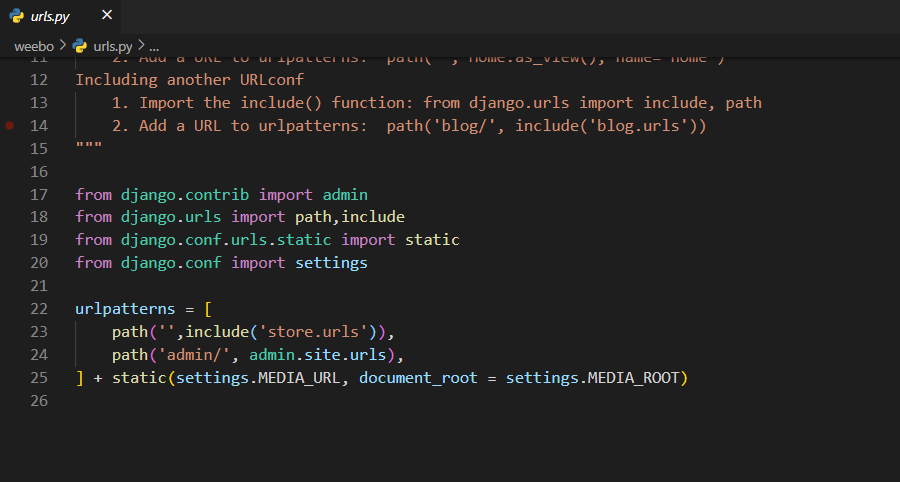 urls.py
weebo > urls.py > ...
11 2. Add a URL to urlpatterns: path('', home.as_view(), name='home')
12 Including another URLconf
13     1. Import the include() function: from django.urls import include, path
14     2. Add a URL to urlpatterns:  path('blog/', include('blog.urls'))
15 """
16
17 from django.contrib import admin
18 from django.urls import path,include
19 from django.conf.urls.static import static
20 from django.conf import settings
21
22 urlpatterns = [
23     path('',include('store.urls')),
24     path('admin/', admin.site.urls),
25 ] + static(settings.MEDIA_URL, document_root = settings.MEDIA_ROOT)
26